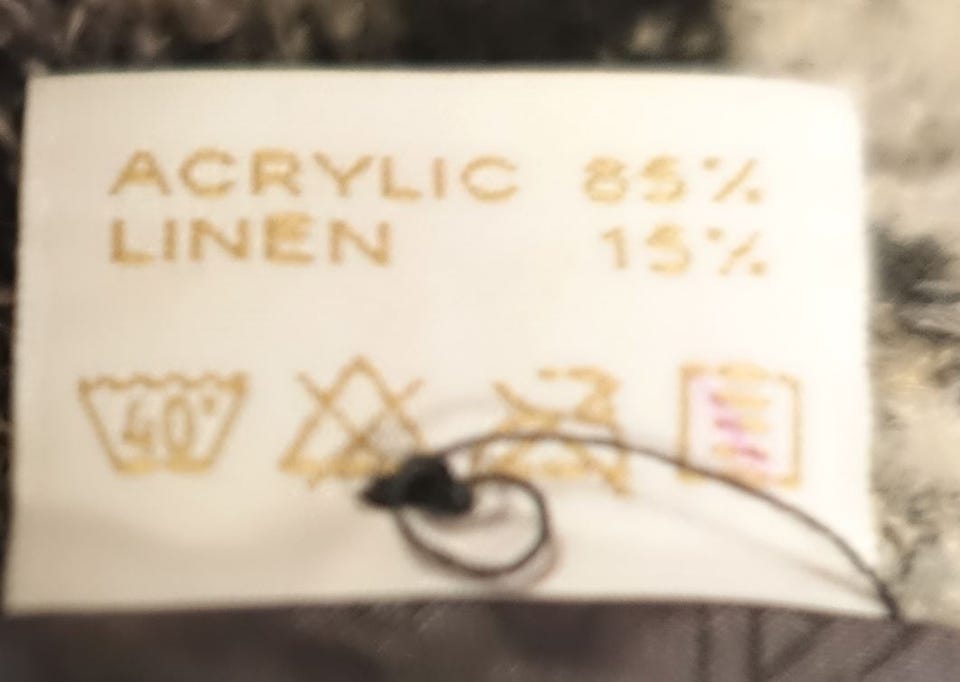 ACRYLIC 85%
LINEN 15%
40°